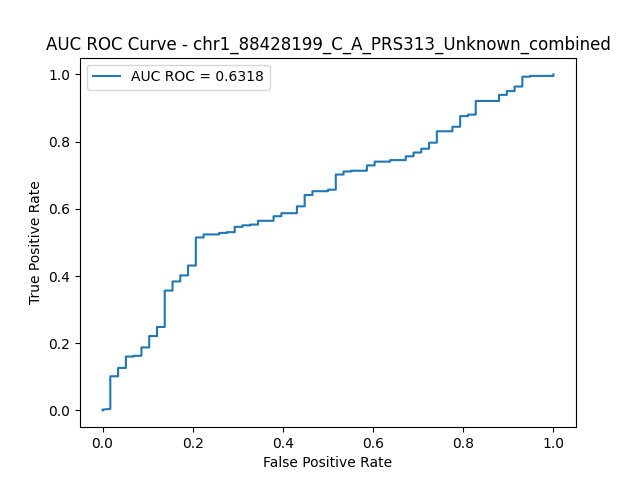 AUC ROC Curve - chr1_88428199_C_A_PRS313_Unknown_combined
AUC ROC = 0.6318
True Positive Rate
1.0
0.8
0.6
0.4
0.2
0.0
0.0 0.2 0.4 0.6 0.8 1.0
False Positive Rate